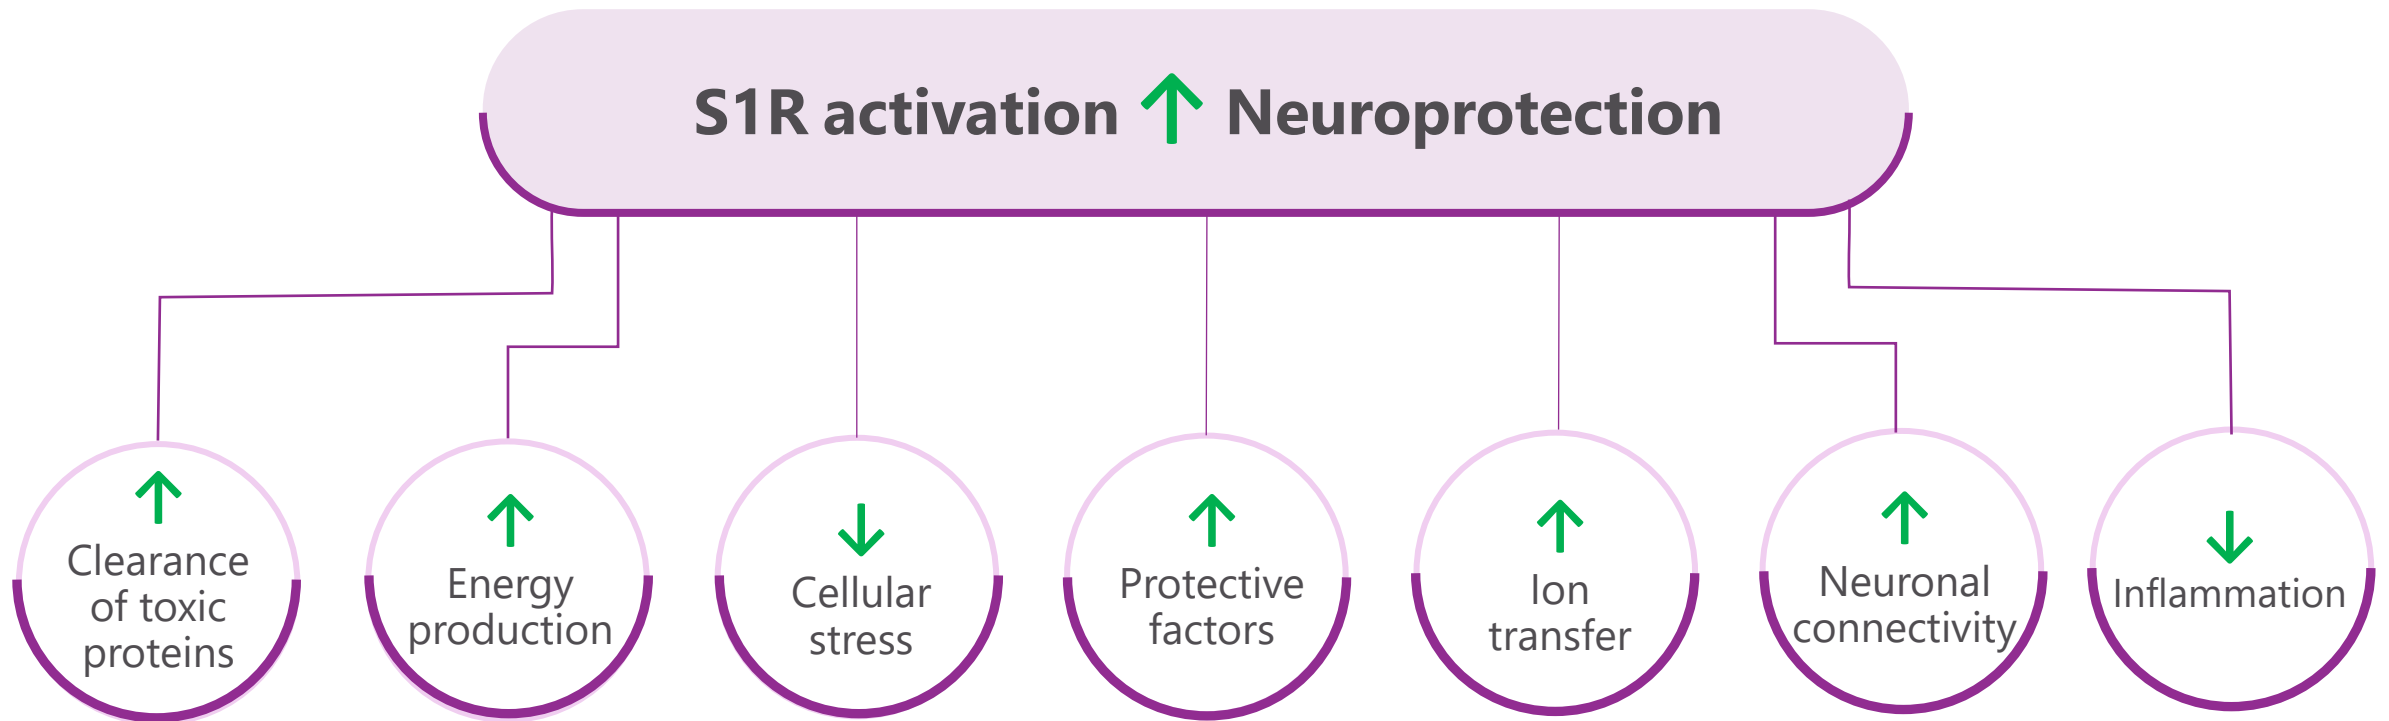 S1R activation ↑ Neuroprotection
Clearance
of toxic
proteins
Energy
production
Cellular
stress
Protective
factors
Ion
transfer
Neuronal
connectivity
Inflammation